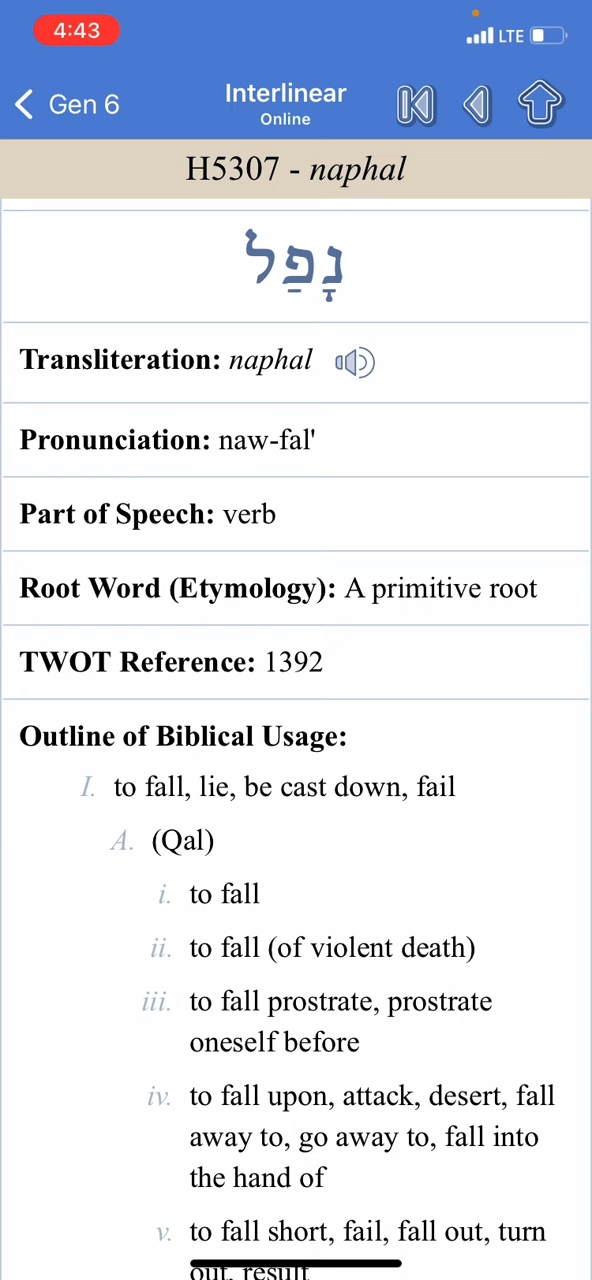 4:43
LTE
Gen 6
Interlinear
Online
H5307 - naphal
נָפַל
Transliteration: naphal
Pronunciation: naw-fal'
Part of Speech: verb
Root Word (Etymology): A primitive root
TWOT Reference: 1392
Outline of Biblical Usage:
I. to fall, lie, be cast down, fail
A. (Qal)
i. to fall
ii. to fall (of violent death)
iii. to fall prostrate, prostrate
oneself before
iv. to fall upon, attack, desert, fall
away to, go away to, fall into
the hand of
v. to fall short, fail, fall out, turn
out, result